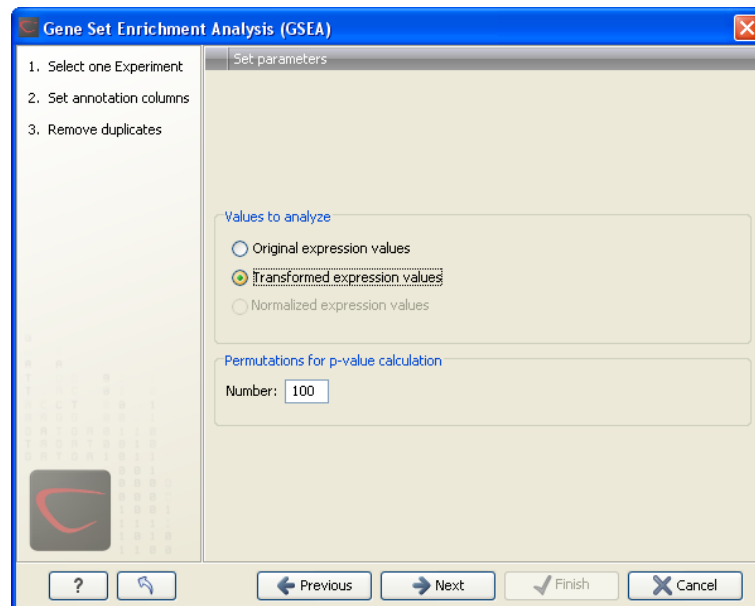 Gene Set Enrichment Analysis (GSEA)
1. Select one Experiment
2. Set annotation columns
3. Remove duplicates
Set parameters
Values to analyze
Original expression values
Transformed expression values
Normalized expression values
Permutations for p-value calculation
Number: 100
?
Previous
Next
Finish
Cancel